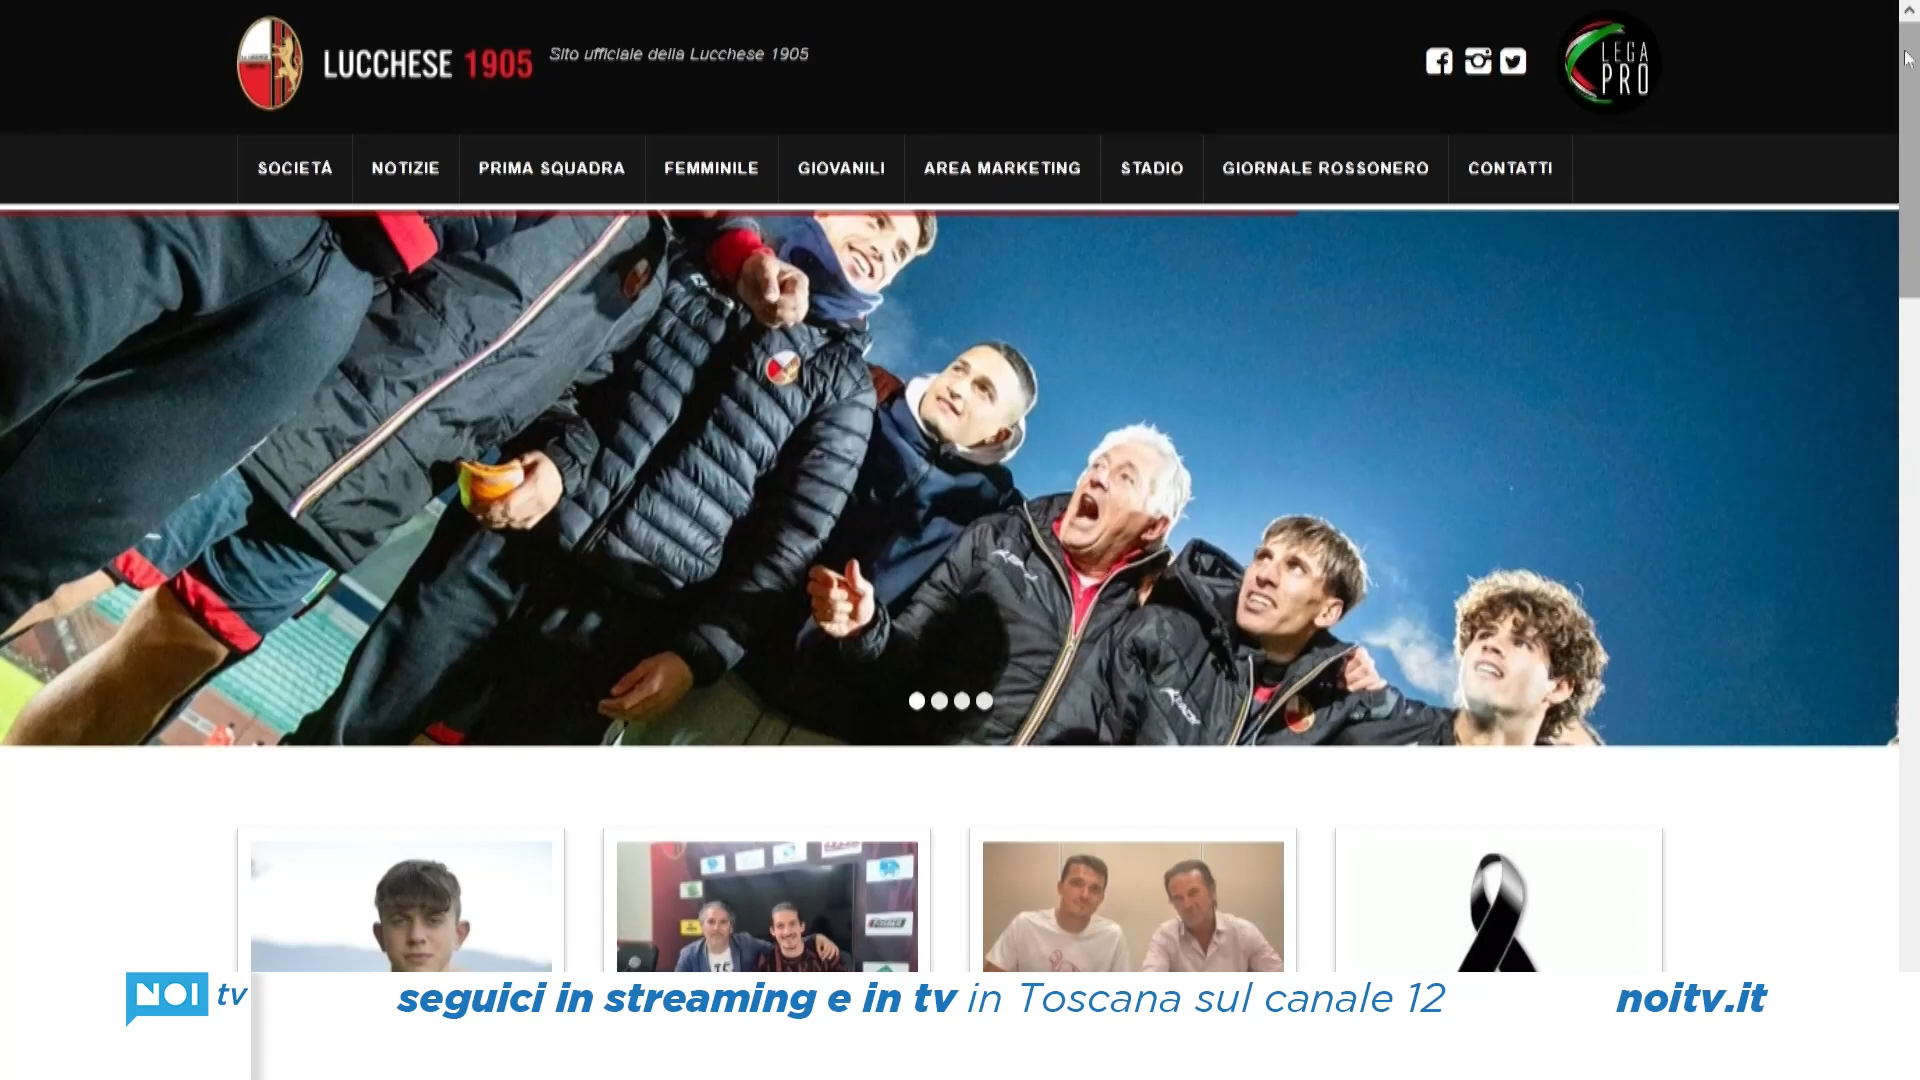 LUCCHESE 1905
Sito ufficiale della Lucchese 1905
LEGA
PRO
SOCIETÀ
NOTIZIE
PRIMA SQUADRA
FEMMINILE
GIOVANILI
AREA MARKETING
STADIO
GIORNALE ROSSONERO
CONTATTI
NOI tv
seguici in streaming e in tv in Toscana sul canale 12
noitv.it